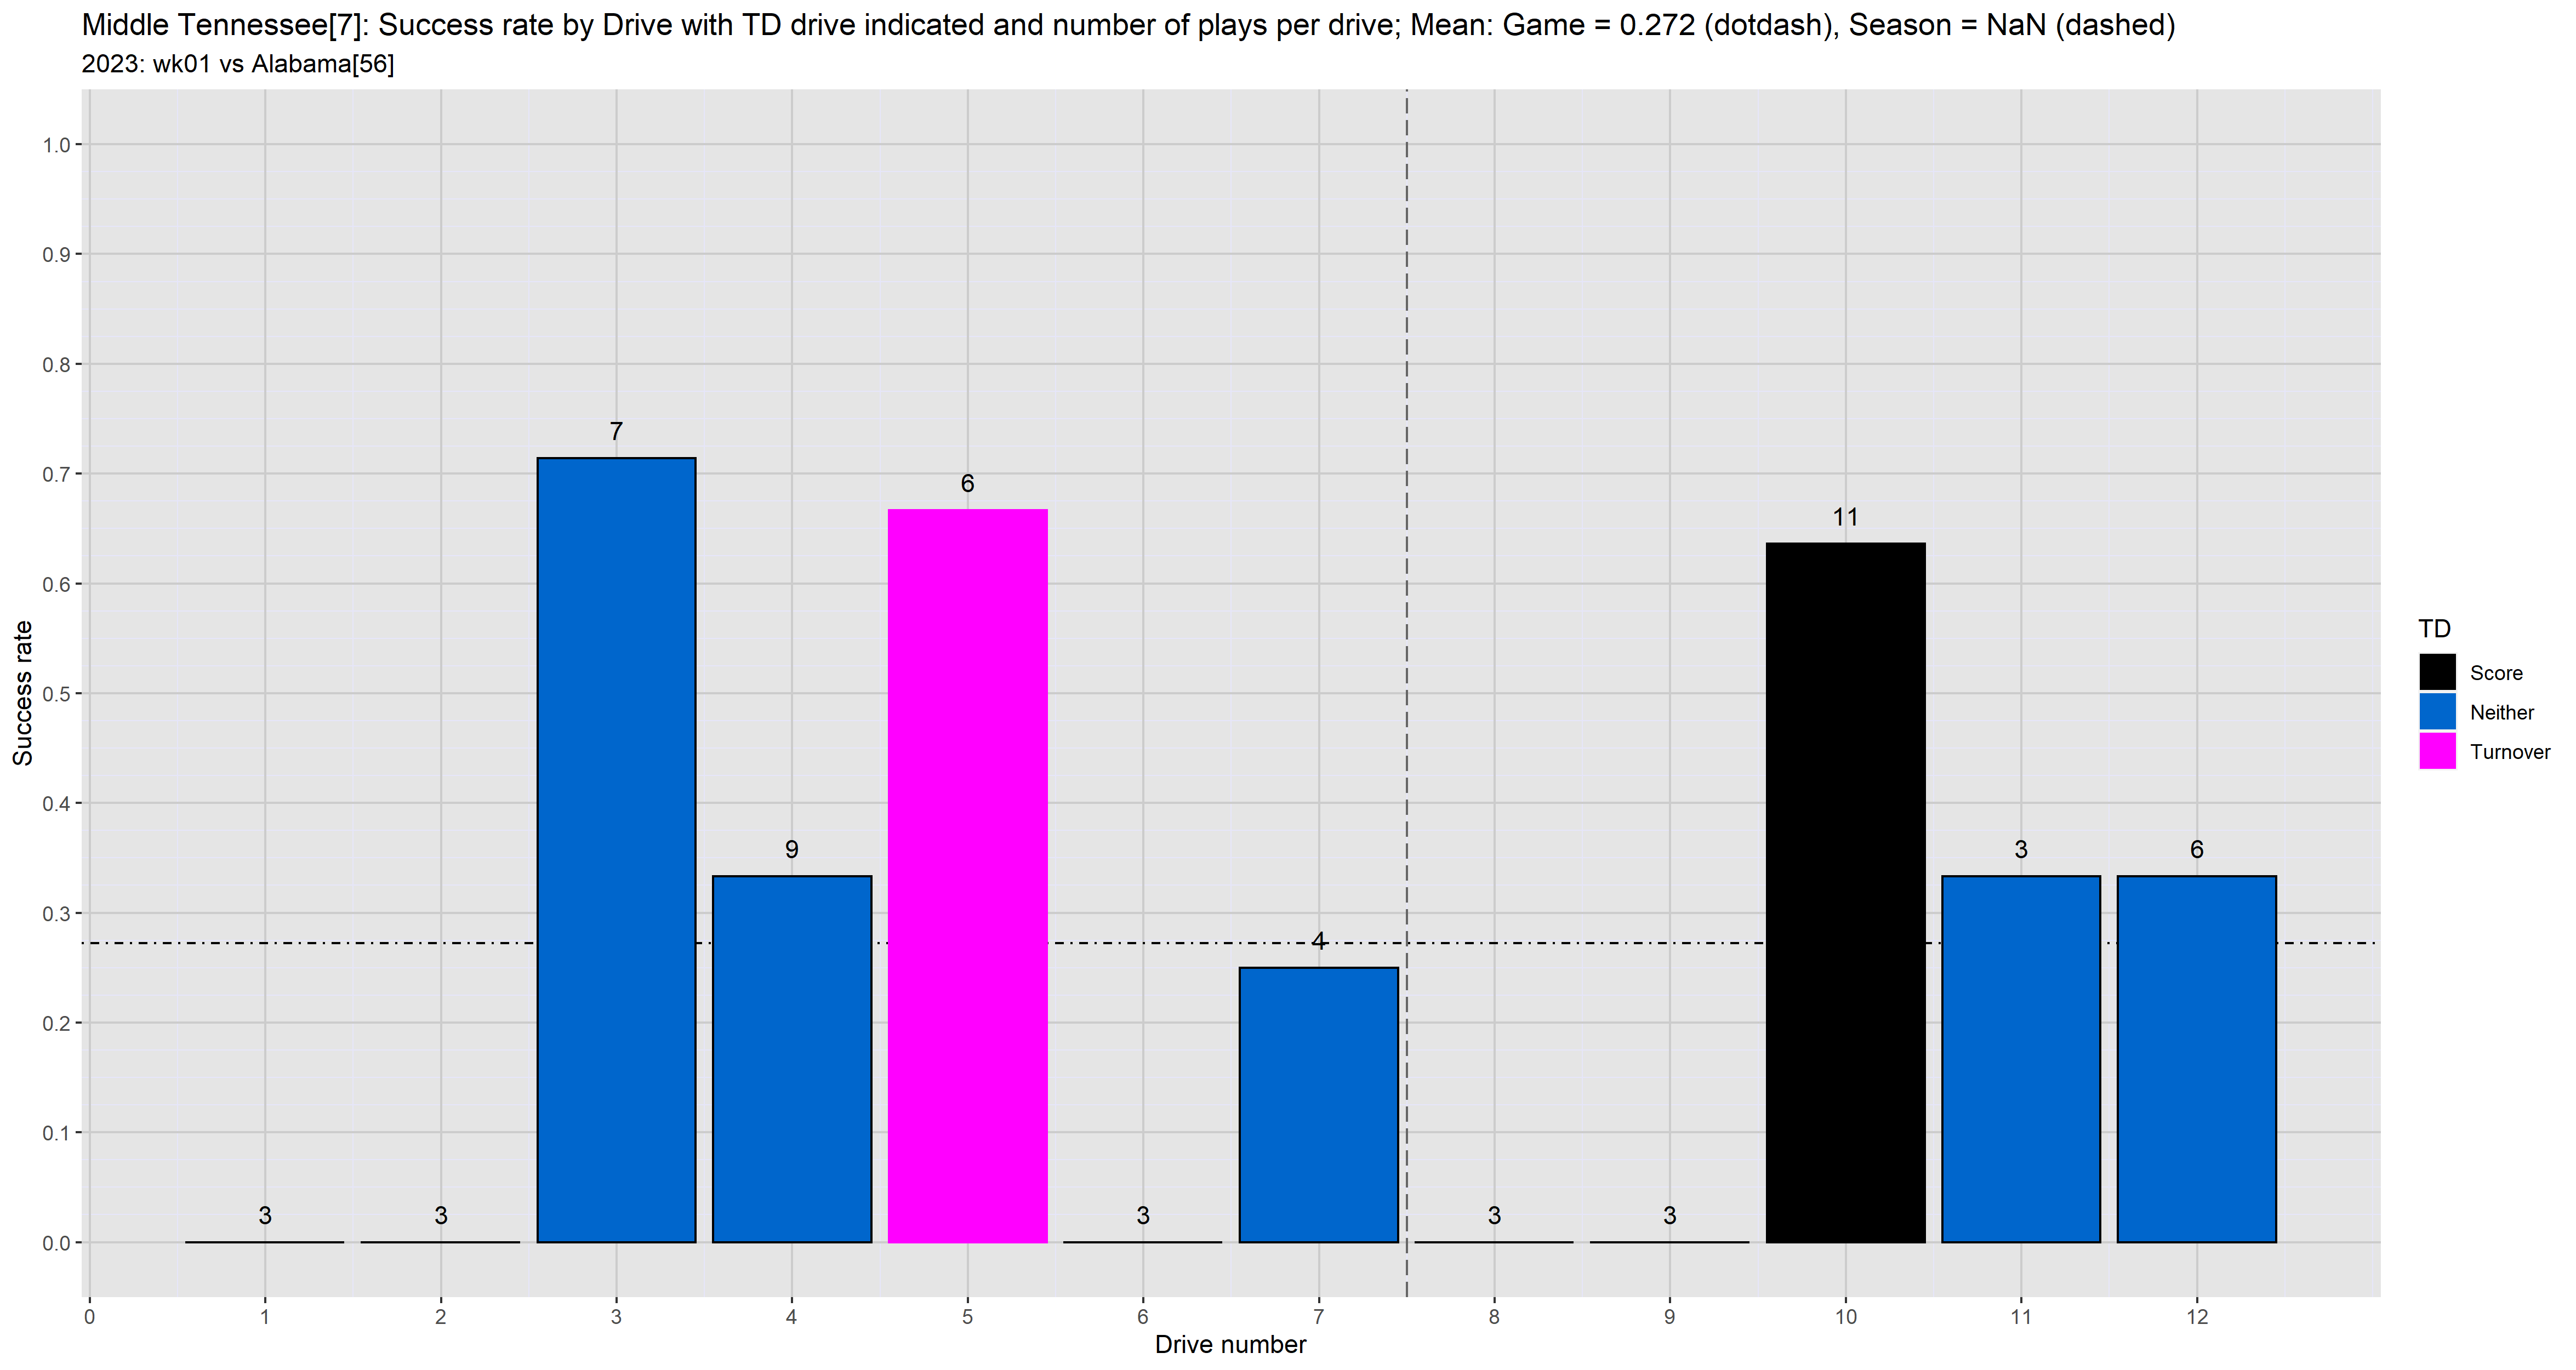 Middle Tennessee[7]: Success rate by Drive with TD drive indicated and number of plays per drive; Mean: Game = 0.272 (dotdash), Season = NaN (dashed)
2023: wk01 vs Alabama[56]
1.0
0.9
0.8
0.7
0.6
0.5
0.4
0.3
0.2
0.1
0.0
Success rate
3 3 7 9 6 3 4 3 3 11 3 6
0 1 2 3 4 5 6 7 8 9 10 11 12
Drive number
TD
Score
Neither
Turnover